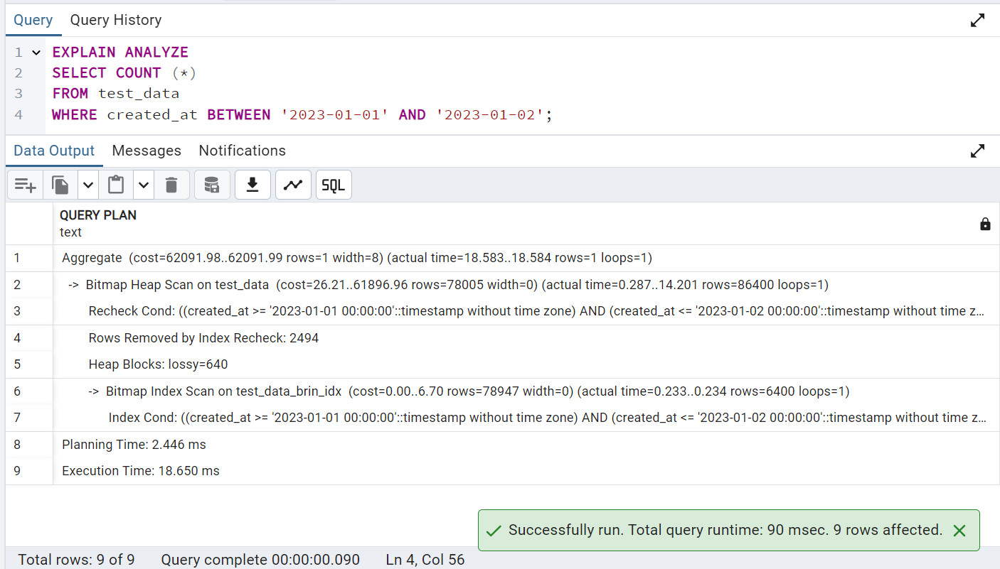 Query Query History
1 EXPLAIN ANALYZE
2 SELECT COUNT (*)
3 FROM test_data
4 WHERE created_at BETWEEN '2023-01-01' AND '2023-01-02';
Data Output Messages Notifications
SQL
QUERY PLAN
text
1 Aggregate (cost=62091.98..62091.99 rows=1 width=8) (actual time=18.583..18.584 rows=1 loops=1)
2 -> Bitmap Heap Scan on test_data (cost=26.21..61896.96 rows=78005 width=0) (actual time=0.287..14.201 rows=86400 loops=1)
3 Recheck Cond: ((created_at >= '2023-01-01 00:00:00'::timestamp without time zone) AND (created_at <= '2023-01-02 00:00:00'::timestamp without time z...
4 Rows Removed by Index Recheck: 2494
5 Heap Blocks: lossy=640
6 -> Bitmap Index Scan on test_data_brin_idx (cost=0.00..6.70 rows=78947 width=0) (actual time=0.233..0.234 rows=6400 loops=1)
7 Index Cond: ((created_at >= '2023-01-01 00:00:00'::timestamp without time zone) AND (created_at <= '2023-01-02 00:00:00'::timestamp without time z...
8 Planning Time: 2.446 ms
9 Execution Time: 18.650 ms
Successfully run. Total query runtime: 90 msec. 9 rows affected.
Total rows: 9 of 9 Query complete 00:00:00.090 Ln 4, Col 56